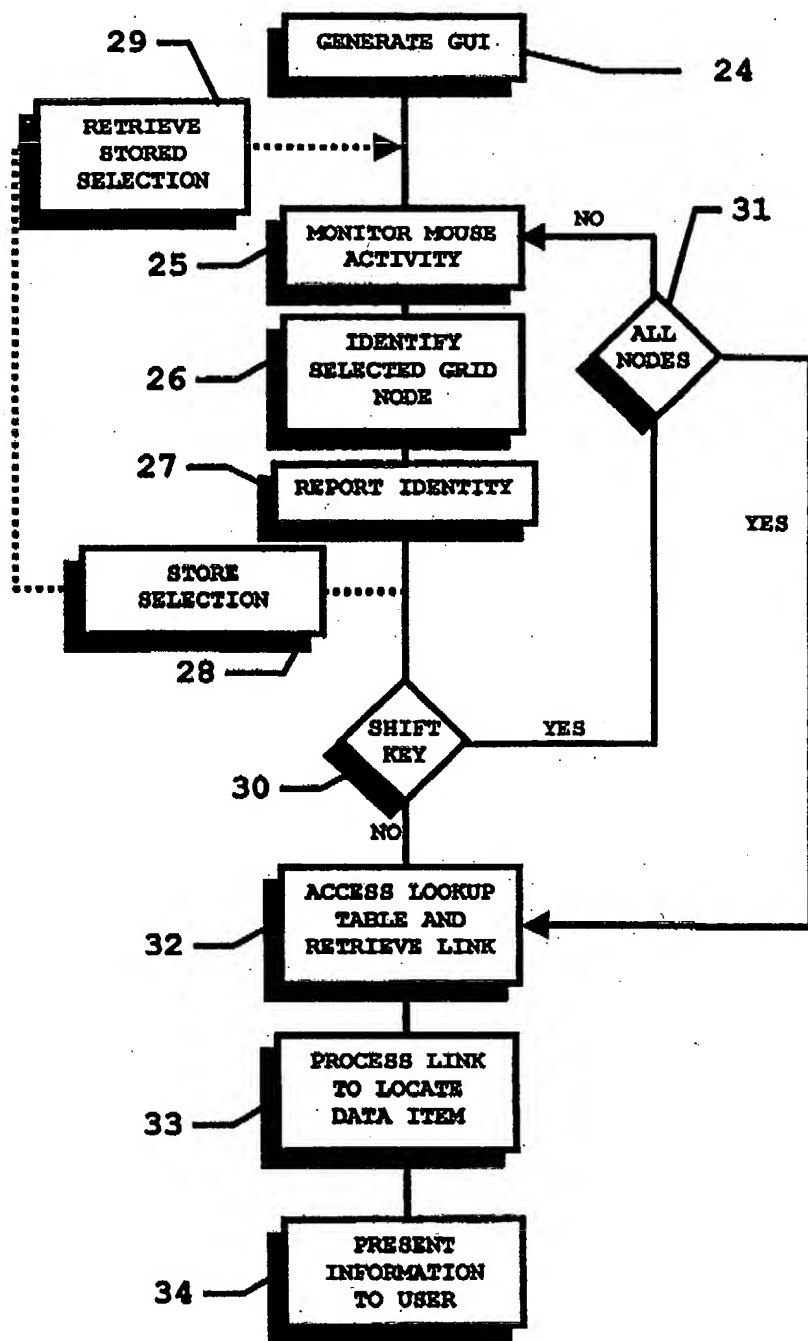 29
GENERATE GUI
24
RETRIEVE
STORED
SELECTION
31
NO
MONITOR MOUSE
ACTIVITY
25
ALL
NODES
IDENTIFY
SELECTED GRID
NODE
26
27
REPORT IDENTITY
YES
STORE
SELECTION
28
SHIFT
KEY
YES
30
NO
ACCESS LOOKUP
TABLE AND
RETRIEVE LINK
32
PROCESS LINK
TO LOCATE
DATA ITEM
33
PRESENT
INFORMATION
TO USER
34